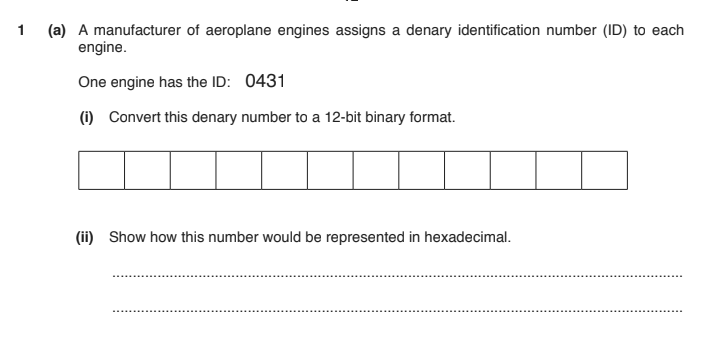 1 (a) A manufacturer of aeroplane engines assigns a denary identification number (ID) to each
engine.
One engine has the ID: 0431
(i) Convert this denary number to a 12-bit binary format.
(ii) Show how this number would be represented in hexadecimal.